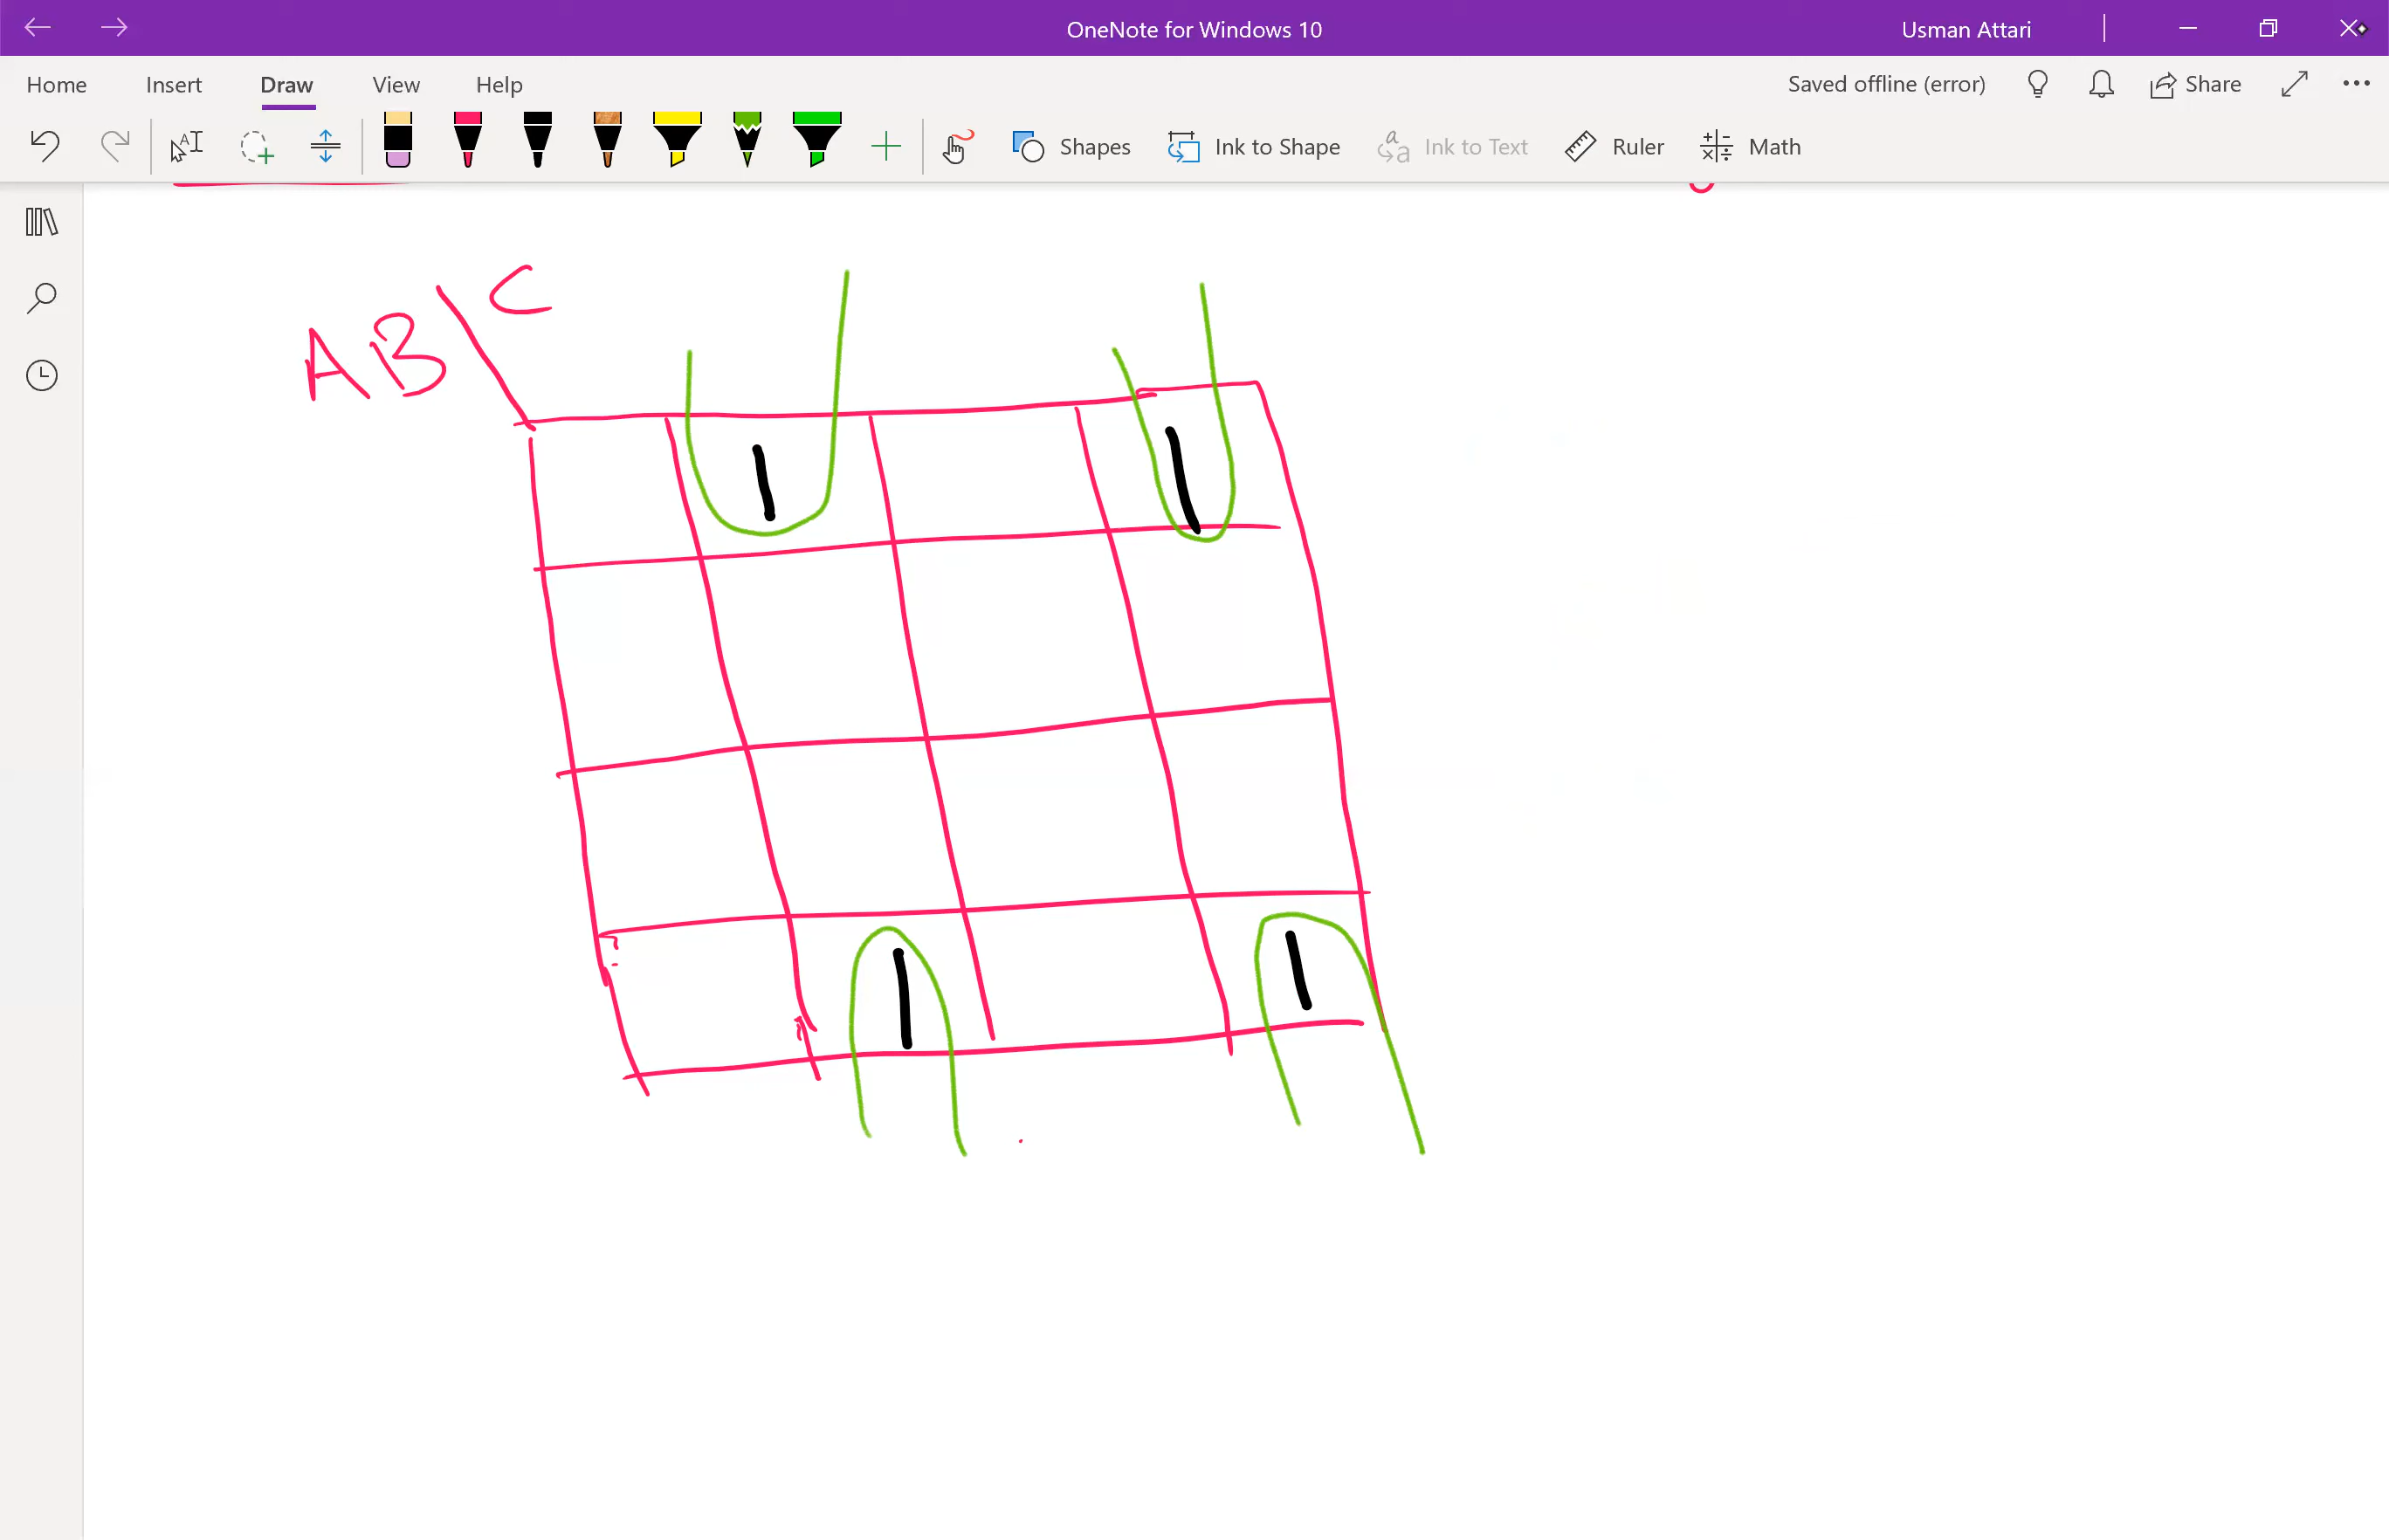 OneNote for Windows 10 Usman Attari
Home Insert Draw View Help Saved offline (error) Share
Shapes Ink to Shape Ink to Text Ruler Math
AB \ C
1 1
1 1